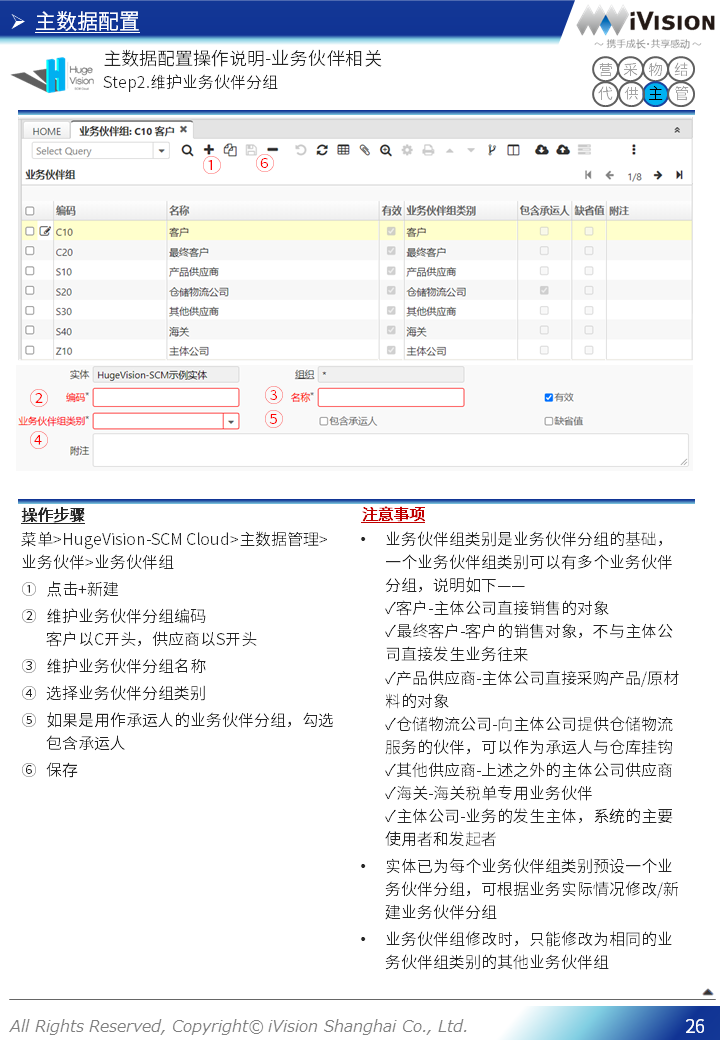 主数据配置
iVISION
～ 携手成长·共享感动 ～
Huge
Vision
主数据配置操作说明-业务伙伴相关
Step2.维护业务伙伴分组
营 采 物 结
代 供 主 管
HOME 业务伙伴组: C10 客户
Select Query
① ⑥
业务伙伴组 1/8
编码 名称 有效 业务伙伴组类别 包含承运人 缺省值 附注
C10 客户 客户
C20 最终客户 最终客户
S10 产品供应商 产品供应商
S20 仓储物流公司 仓储物流公司
S30 其他供应商 其他供应商
S40 海关 海关
Z10 主体公司 主体公司
实体 HugeVision-SCM示例实体 组织 *
② 编码* ③ 名称* 有效
业务伙伴组类别* ⑤ 包含承运人 缺省值
④
附注
操作步骤
菜单>HugeVision-SCM Cloud>主数据管理>
业务伙伴>业务伙伴组
① 点击+新建
② 维护业务伙伴分组编码
客户以C开头，供应商以S开头
③ 维护业务伙伴分组名称
④ 选择业务伙伴分组类别
⑤ 如果是用作承运人的业务伙伴分组，勾选
包含承运人
⑥ 保存
注意事项
• 业务伙伴组类别是业务伙伴分组的基础，
一个业务伙伴组类别可以有多个业务伙伴
分组，说明如下——
✓客户-主体公司直接销售的对象
✓最终客户-客户的销售对象，不与主体公
司直接发生业务往来
✓产品供应商-主体公司直接采购产品/原材
料的对象
✓仓储物流公司-向主体公司提供仓储物流
服务的伙伴，可以作为承运人与仓库挂钩
✓其他供应商-上述之外的主体公司供应商
✓海关-海关税单专用业务伙伴
✓主体公司-业务的发生主体，系统的主要
使用者和发起者
• 实体已为每个业务伙伴组类别预设一个业
务伙伴分组，可根据业务实际情况修改/新
建业务伙伴分组
• 业务伙伴组修改时，只能修改为相同的业
务伙伴组类别的其他业务伙伴组
All Rights Reserved, Copyright© iVision Shanghai Co., Ltd.
26